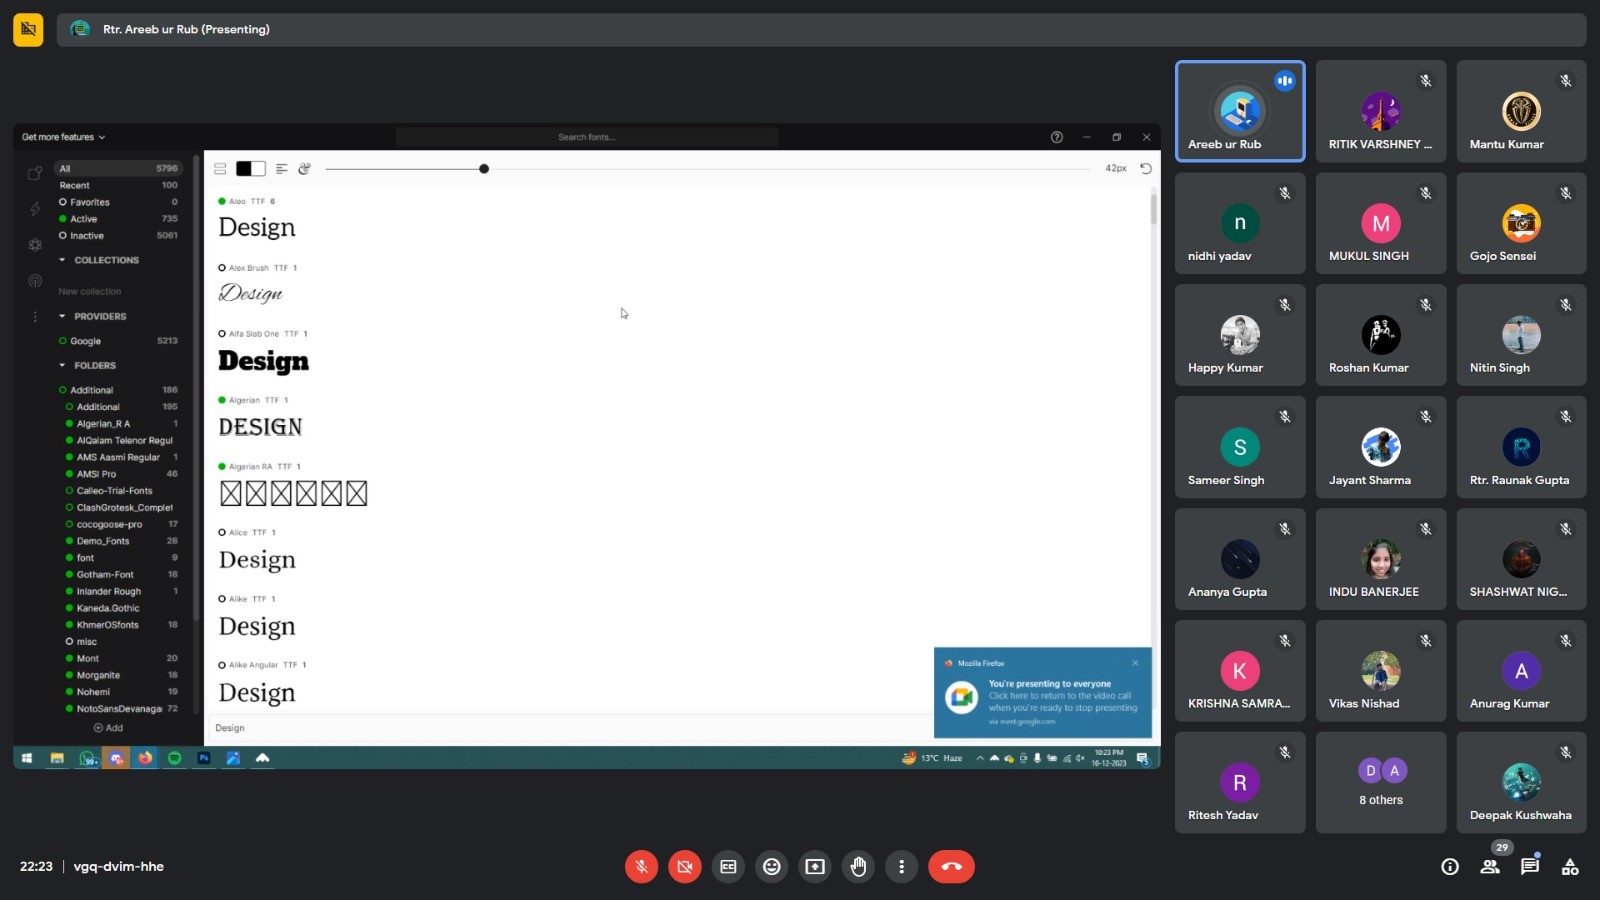 Rtr. Areeb ur Rub (Presenting)
Get more features
Search fonts...
All 5796
Recent 100
Favorites 0
Active 735
Inactive 5061
COLLECTIONS
New collection
PROVIDERS
Google 5213
FOLDERS
Additional 186
Additional 195
Algerian_R A 1
AlQalam Telenor Regul
AMS Aasmi Regular 1
AMSI Pro 46
Calleo-Trial-Fonts
ClashGrotesk_Complet
cocogoose-pro 17
Demo_Fonts 28
font 9
Gotham-Font 18
Inlander Rough 1
Kaneda.Gothic
KhmerOSfonts 18
misc
Mont 20
Morganite 18
Nohemi 19
NotoSansDevanagar 72
Add
42px
Aleo TTF 6
Design
Alex Brush TTF 1
Design
Alfa Slab One TTF 1
Design
Algerian TTF 1
DESIGN
Algerian RA TTF 1
Alice TTF 1
Design
Alike TTF 1
Design
Alike Angular TTF 1
Design
Design
Mozilla Firefox
You're presenting to everyone
Click here to return to the video call
when you're ready to stop presenting
via meet.google.com
99+
Ps
13°C Haze
10:23 PM
10-12-2023
Areeb ur Rub
RITIK VARSHNEY ...
Mantu Kumar
n
nidhi yadav
M
MUKUL SINGH
Gojo Sensei
Happy Kumar
Roshan Kumar
Nitin Singh
S
Sameer Singh
Jayant Sharma
R
Rtr. Raunak Gupta
Ananya Gupta
INDU BANERJEE
SHASHWAT NIG...
K
KRISHNA SAMRA...
Vikas Nishad
A
Anurag Kumar
R
Ritesh Yadav
D A
8 others
Deepak Kushwaha
22:23 | vgq-dvim-hhe
29